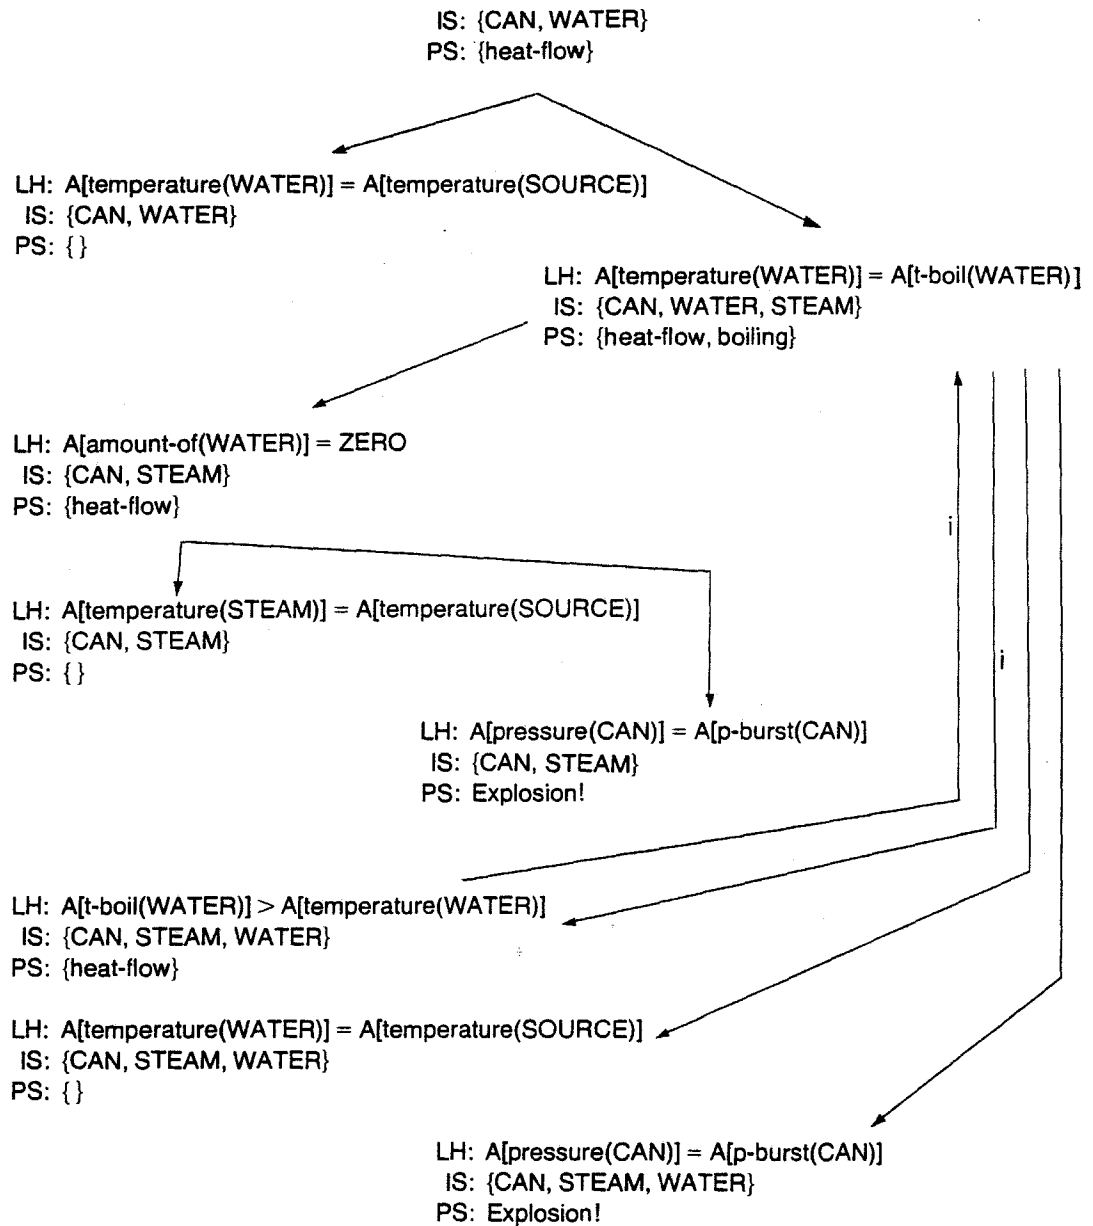 IS: {CAN, WATER}
PS: {heat-flow}
LH: A[temperature(WATER)] = A[temperature(SOURCE)]
IS: {CAN, WATER}
PS: { }
LH: A[temperature(WATER)] = A[t-boil(WATER)]
IS: {CAN, WATER, STEAM}
PS: {heat-flow, boiling}
LH: A[amount-of(WATER)] = ZERO
IS: {CAN, STEAM}
PS: {heat-flow}
i
LH: A[temperature(STEAM)] = A[temperature(SOURCE)]
IS: {CAN, STEAM}
PS: { }
i
LH: A[pressure(CAN)] = A[p-burst(CAN)]
IS: {CAN, STEAM}
PS: Explosion!
LH: A[t-boil(WATER)] > A[temperature(WATER)]
IS: {CAN, STEAM, WATER}
PS: {heat-flow}
LH: A[temperature(WATER)] = A[temperature(SOURCE)]
IS: {CAN, STEAM, WATER}
PS: { }
LH: A[pressure(CAN)] = A[p-burst(CAN)]
IS: {CAN, STEAM, WATER}
PS: Explosion!